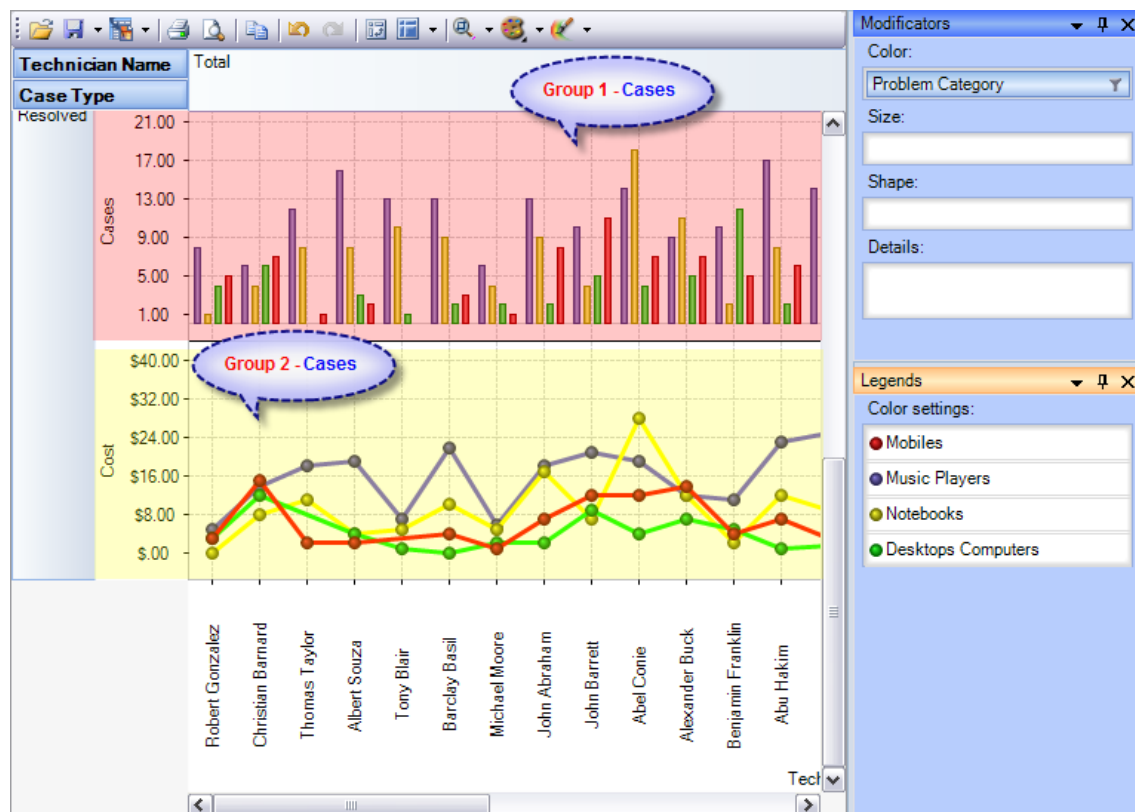 Technician Name
Case Type
Total
Group 1 - Cases
Resolved
Cases
21.00
17.00
13.00
9.00
5.00
1.00
Group 2 - Cases
Cost
$40.00
$32.00
$24.00
$16.00
$8.00
$.00
Robert Gonzalez
Christian Barnard
Thomas Taylor
Albert Souza
Tony Blair
Barclay Basil
Michael Moore
John Abraham
John Barrett
Abel Conie
Alexander Buck
Benjamin Franklin
Abu Hakim
Tech
Modificators
Color:
Problem Category
Size:
Shape:
Details:
Legends
Color settings:
Mobiles
Music Players
Notebooks
Desktops Computers